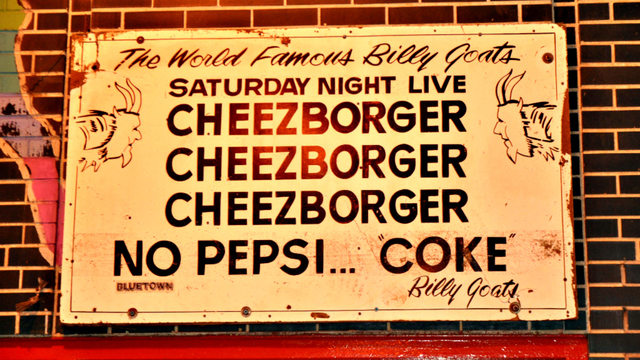 The World Famous Billy Goats
SATURDAY NIGHT LIVE
CHEEZBORGER
CHEEZBORGER
CHEEZBORGER
NO PEPSI... "COKE"
BLUETOWN
Billy Goats